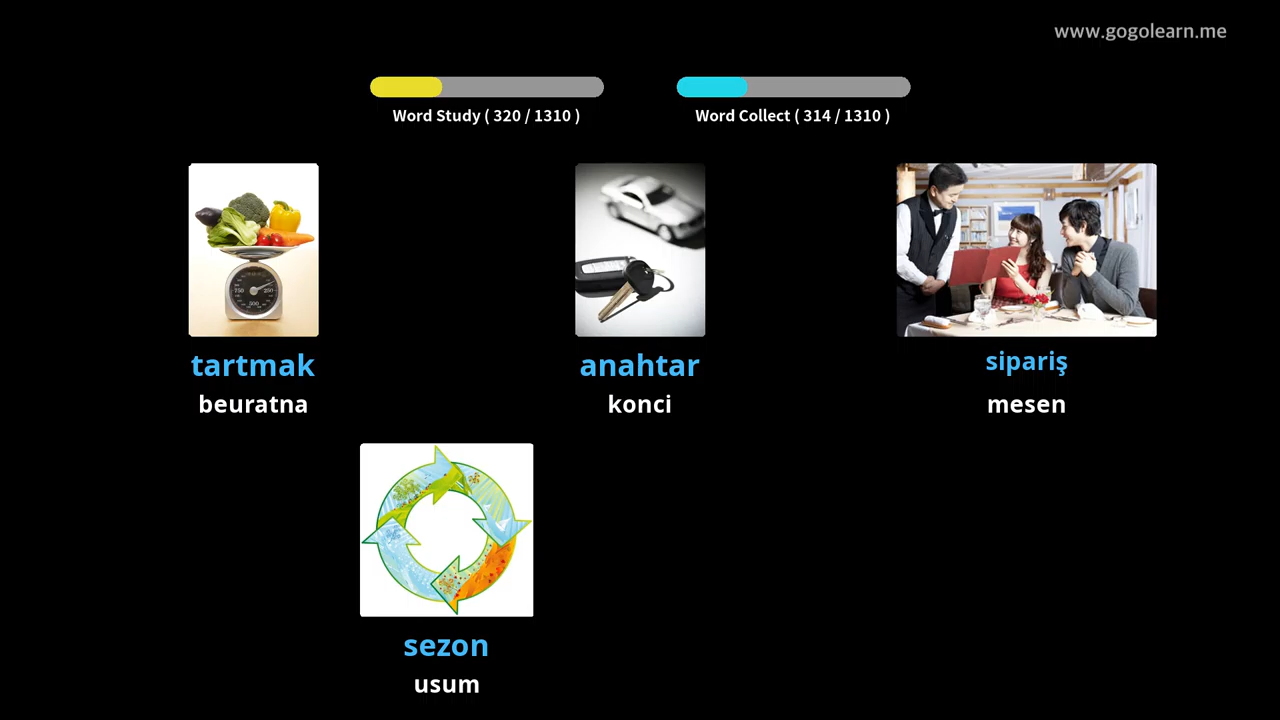 www.gogolearn.me
Word Study ( 320 / 1310 )
Word Collect ( 314 / 1310 )
tartmak
beuratna
anahtar
konci
sipariş
mesen
sezon
usum